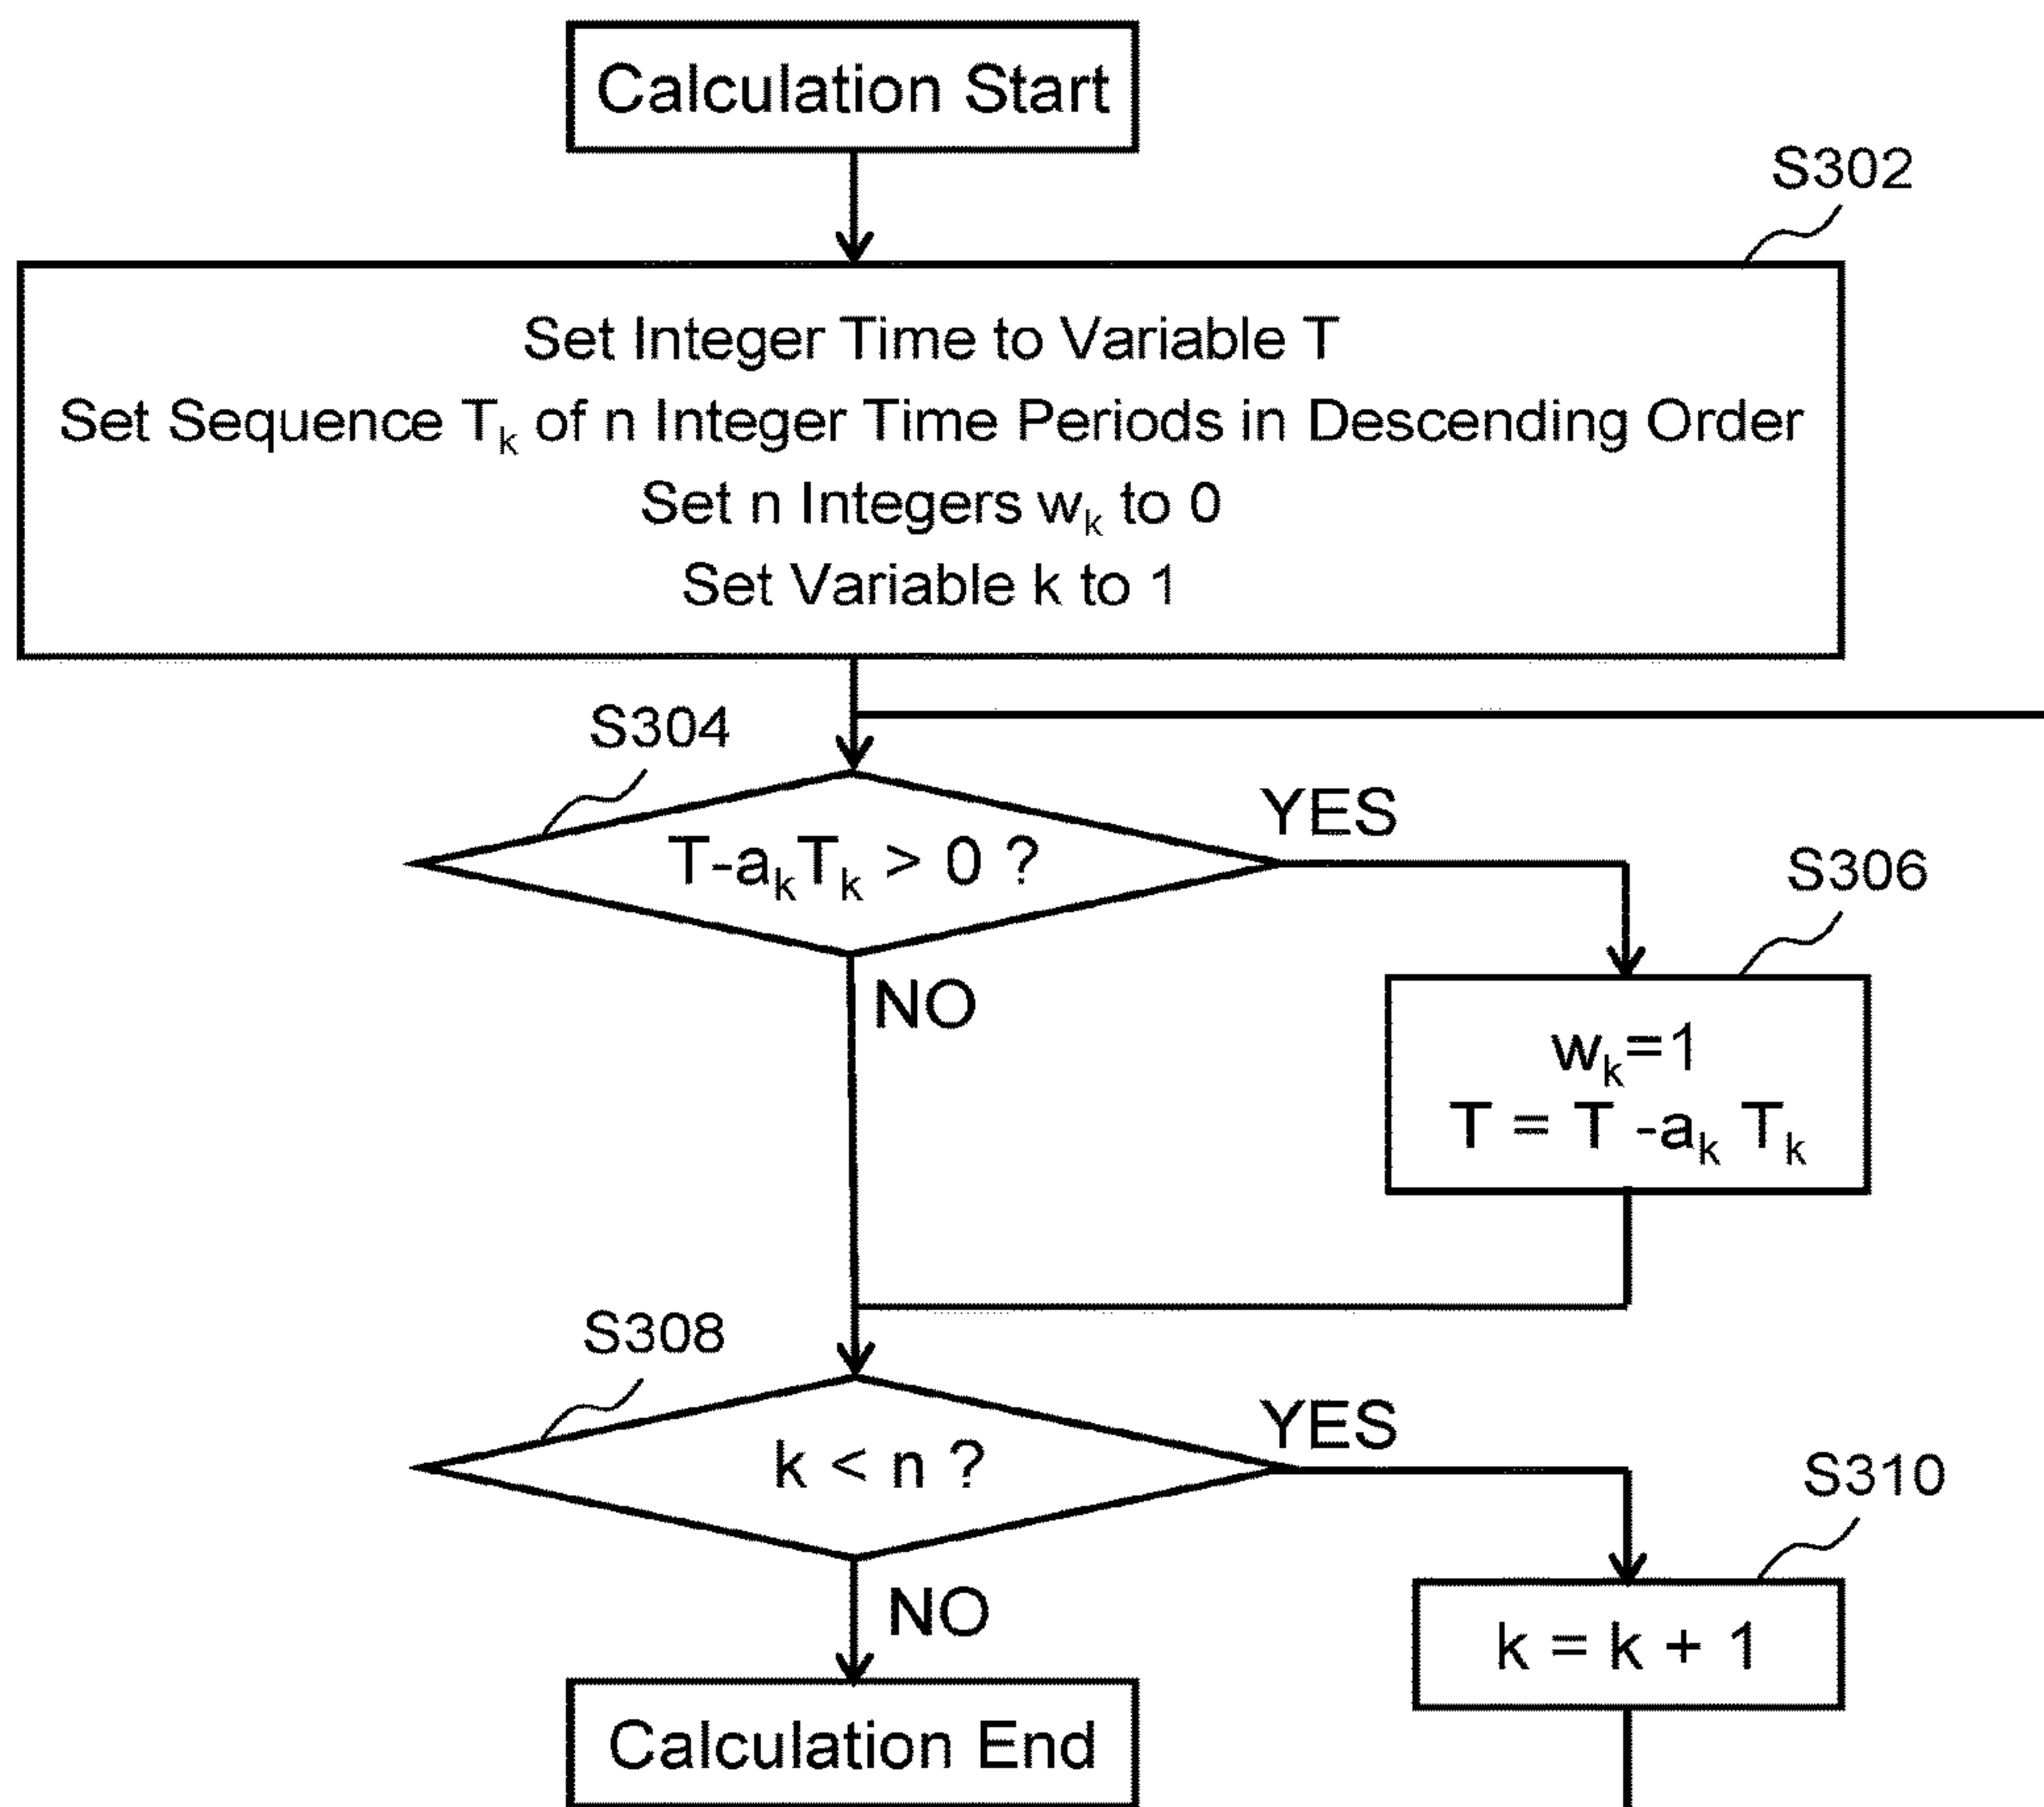 Calculation Start
S302
Set Integer Time to Variable T
Set Sequence Tk of n Integer Time Periods in Descending Order
Set n Integers wk to 0
Set Variable k to 1
S304
T-akTk > 0 ?
YES
NO
S306
wk=1
T = T -ak Tk
S308
k < n ?
YES
NO
S310
k = k + 1
Calculation End